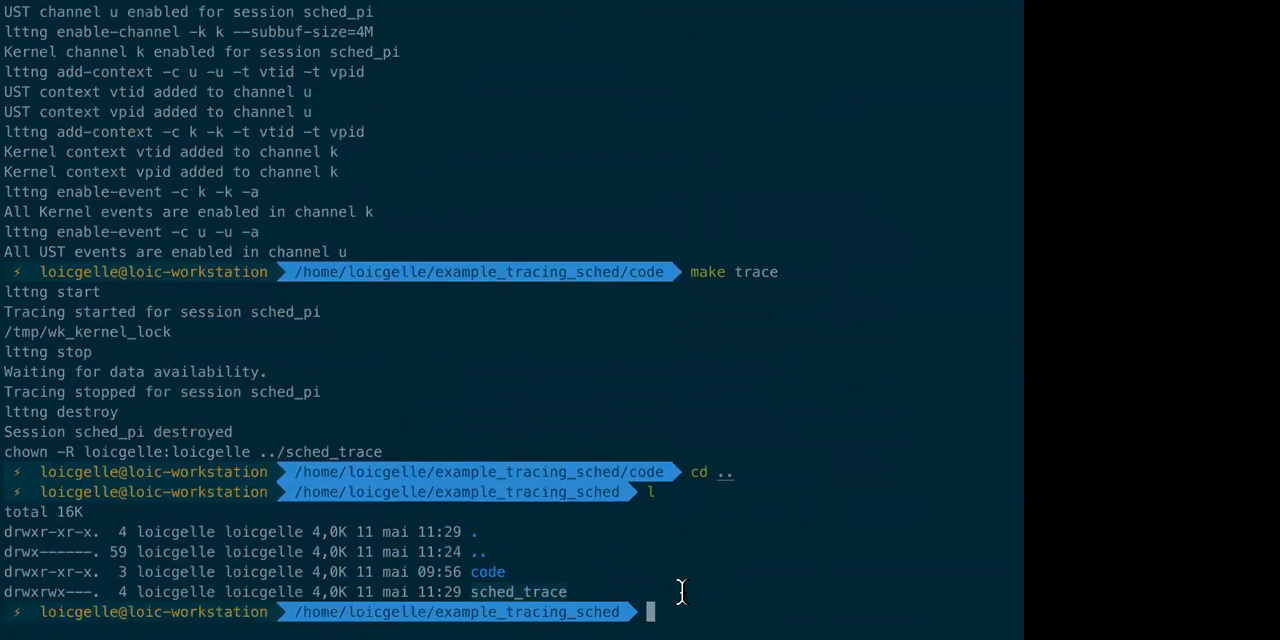 UST channel u enabled for session sched_pi
lttng enable-channel -k k --subbuf-size=4M
Kernel channel k enabled for session sched_pi
lttng add-context -c u -u -t vtid -t vpid
UST context vtid added to channel u
UST context vpid added to channel u
lttng add-context -c k -k -t vtid -t vpid
Kernel context vtid added to channel k
Kernel context vpid added to channel k
lttng enable-event -c k -k -a
All Kernel events are enabled in channel k
lttng enable-event -c u -u -a
All UST events are enabled in channel u
⚡ loicgelle@loic-workstation /home/loicgelle/example_tracing_sched/code make trace
lttng start
Tracing started for session sched_pi
/tmp/wk_kernel_lock
lttng stop
Waiting for data availability.
Tracing stopped for session sched_pi
lttng destroy
Session sched_pi destroyed
chown -R loicgelle:loicgelle ../sched_trace
⚡ loicgelle@loic-workstation /home/loicgelle/example_tracing_sched/code cd ..
⚡ loicgelle@loic-workstation /home/loicgelle/example_tracing_sched l
total 16K
drwxr-xr-x. 4 loicgelle loicgelle 4,0K 11 mai 11:29 .
drwx------. 59 loicgelle loicgelle 4,0K 11 mai 11:24 ..
drwxr-xr-x. 3 loicgelle loicgelle 4,0K 11 mai 09:56 code
drwxrwx---. 4 loicgelle loicgelle 4,0K 11 mai 11:29 sched_trace
⚡ loicgelle@loic-workstation /home/loicgelle/example_tracing_sched